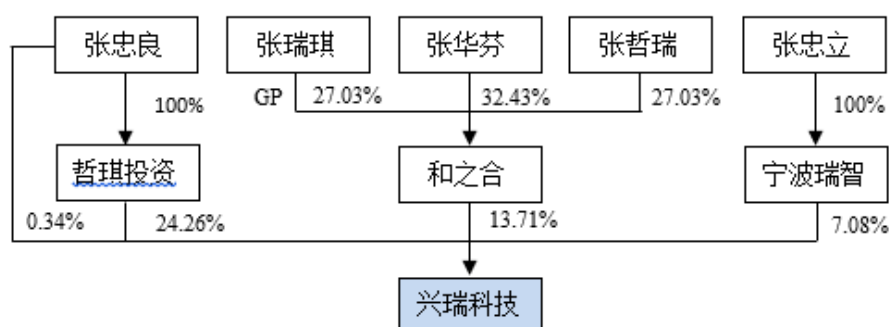 张忠良 张瑞琪 张华芬 张哲瑞 张忠立
100% GP 27.03% 32.43% 27.03% 100%
哲琪投资 和之合 宁波瑞智
0.34% 24.26% 13.71% 7.08%
兴瑞科技